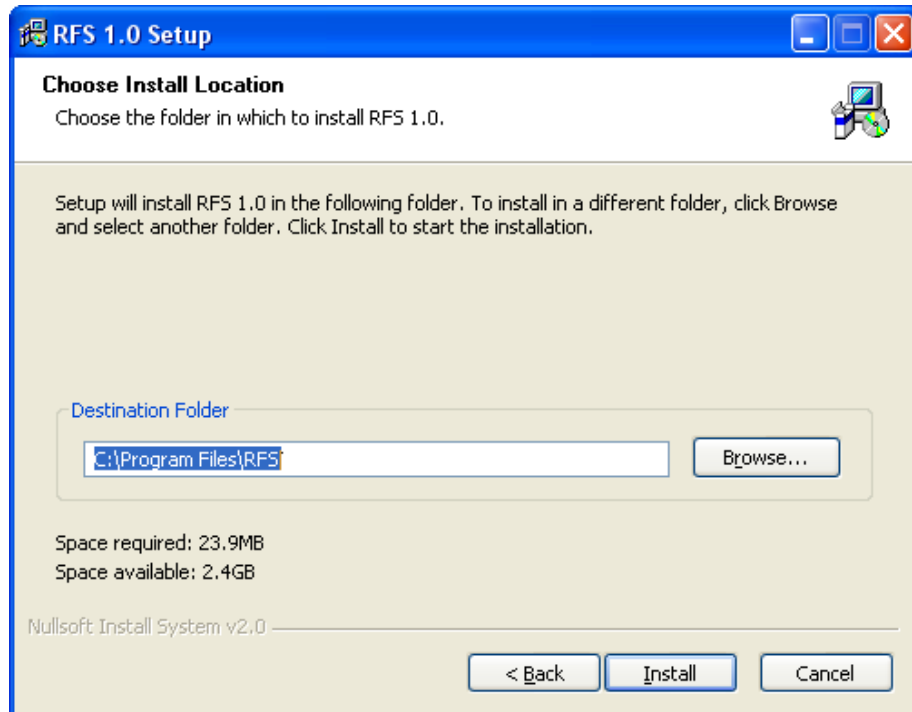 RFS 1.0 Setup
Choose Install Location
Choose the folder in which to install RFS 1.0.
Setup will install RFS 1.0 in the following folder. To install in a different folder, click Browse
and select another folder. Click Install to start the installation.
Destination Folder
C:\Program Files\RFS
Browse...
Space required: 23.9MB
Space available: 2.4GB
Nullsoft Install System v2.0
< Back
Install
Cancel